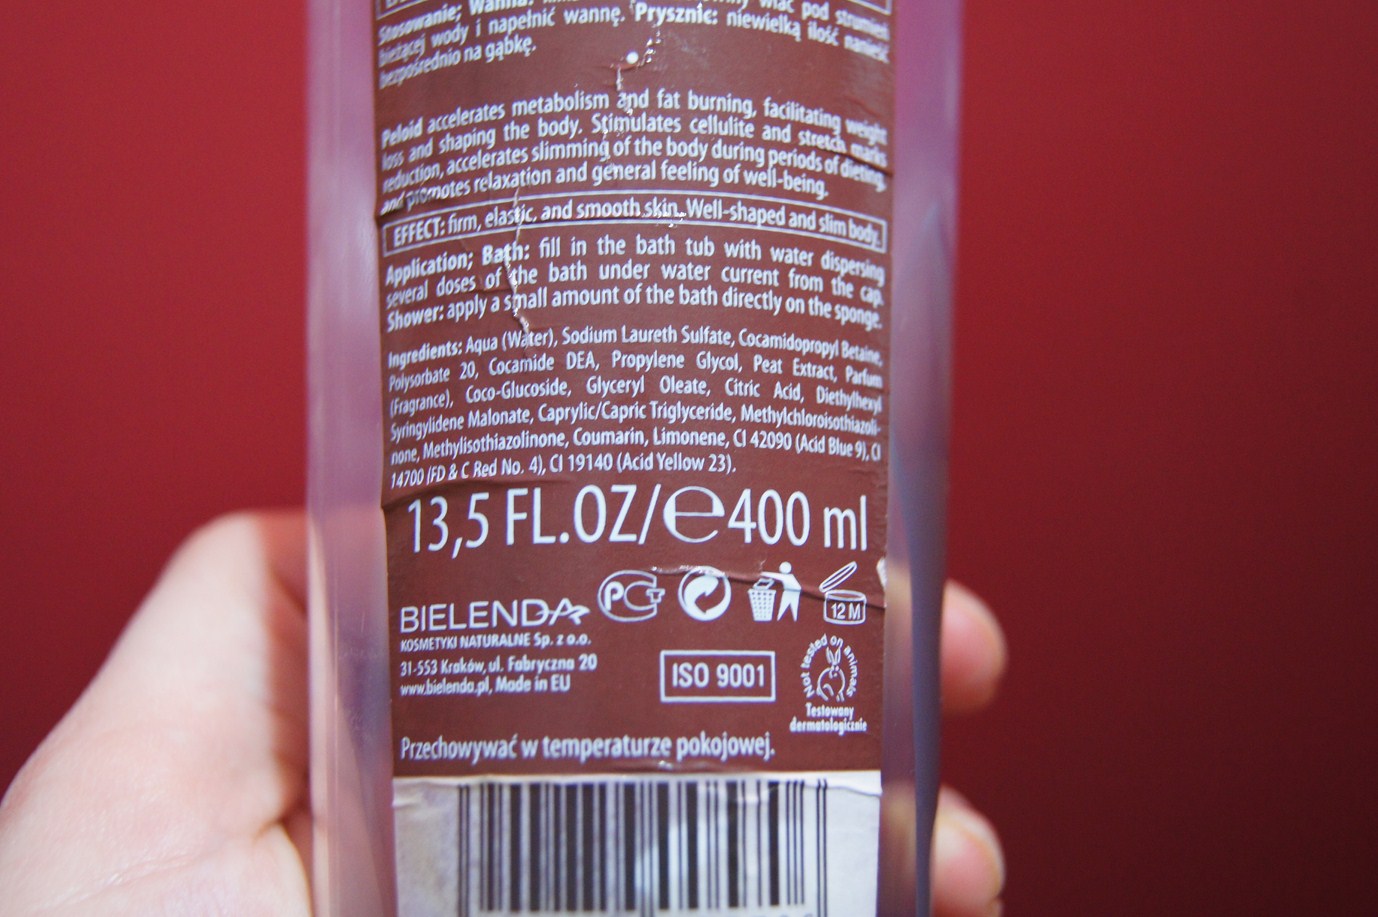 Stosowanie; Wanna: wlać pod strumień
bieżącej wody i napełnić wannę. Prysznic: niewielką ilość nanieść
bezpośrednio na gąbkę.
Peloid accelerates metabolism and fat burning, facilitating weight
loss and shaping the body. Stimulates cellulite and stretch marks
reduction, accelerates slimming of the body during periods of dieting,
and promotes relaxation and general feeling of well-being.
EFFECT: firm, elastic, and smooth skin. Well-shaped and slim body.
Application; Bath: fill in the bath tub with water dispersing
several doses of the bath under water current from the cap.
Shower: apply a small amount of the bath directly on the sponge.
Ingredients: Aqua (Water), Sodium Laureth Sulfate, Cocamidopropyl Betaine,
Polysorbate 20, Cocamide DEA, Propylene Glycol, Peat Extract, Parfum
(Fragrance), Coco-Glucoside, Glyceryl Oleate, Citric Acid, Diethylhexyl
Syringylidene Malonate, Caprylic/Capric Triglyceride, Methylchloroisothiazoli-
none, Methylisothiazolinone, Coumarin, Limonene, CI 42090 (Acid Blue 9), CI
14700 (FD & C Red No. 4), CI 19140 (Acid Yellow 23).
13,5 FL.OZ/℮400 ml
12 M
BIELENDA
KOSMETYKI NATURALNE Sp. z o.o.
31-553 Kraków, ul. Fabryczna 20
www.bielenda.pl, Made in EU
ISO 9001
Not tested on animals
Testowany
dermatologicznie
Przechowywać w temperaturze pokojowej.